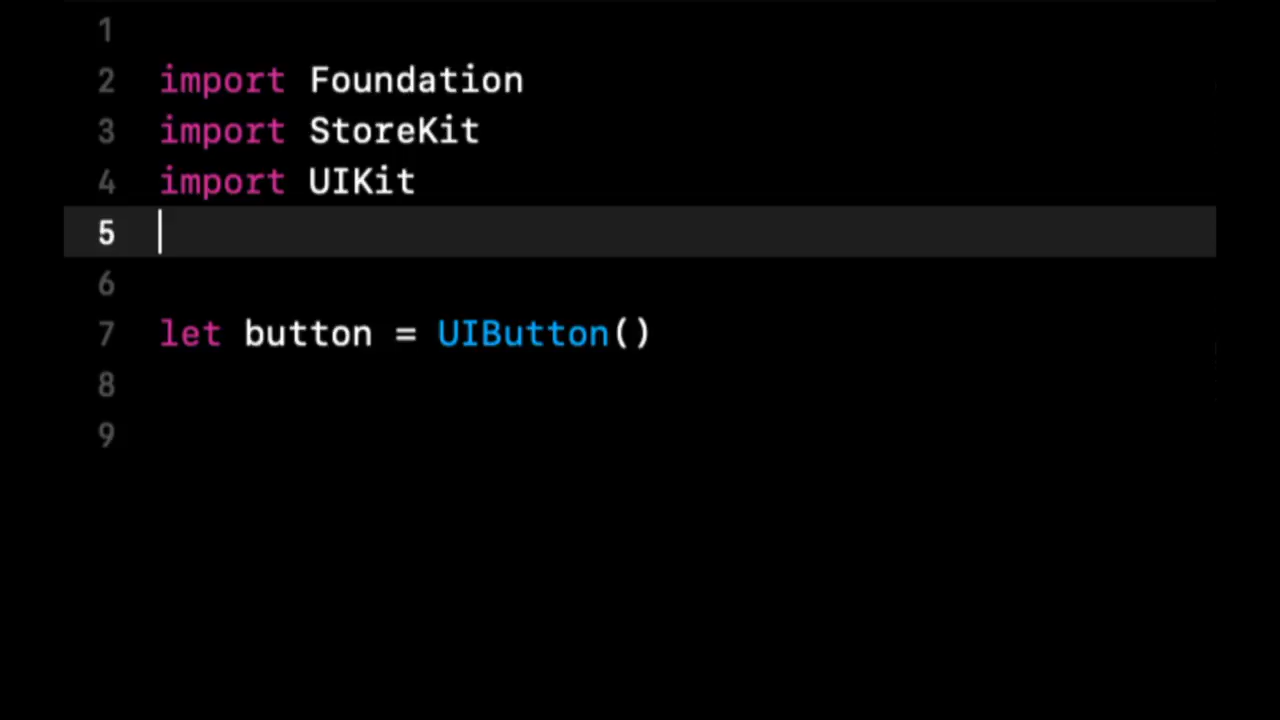 1
2 import Foundation
3 import StoreKit
4 import UIKit
5
6
7 let button = UIButton()
8
9